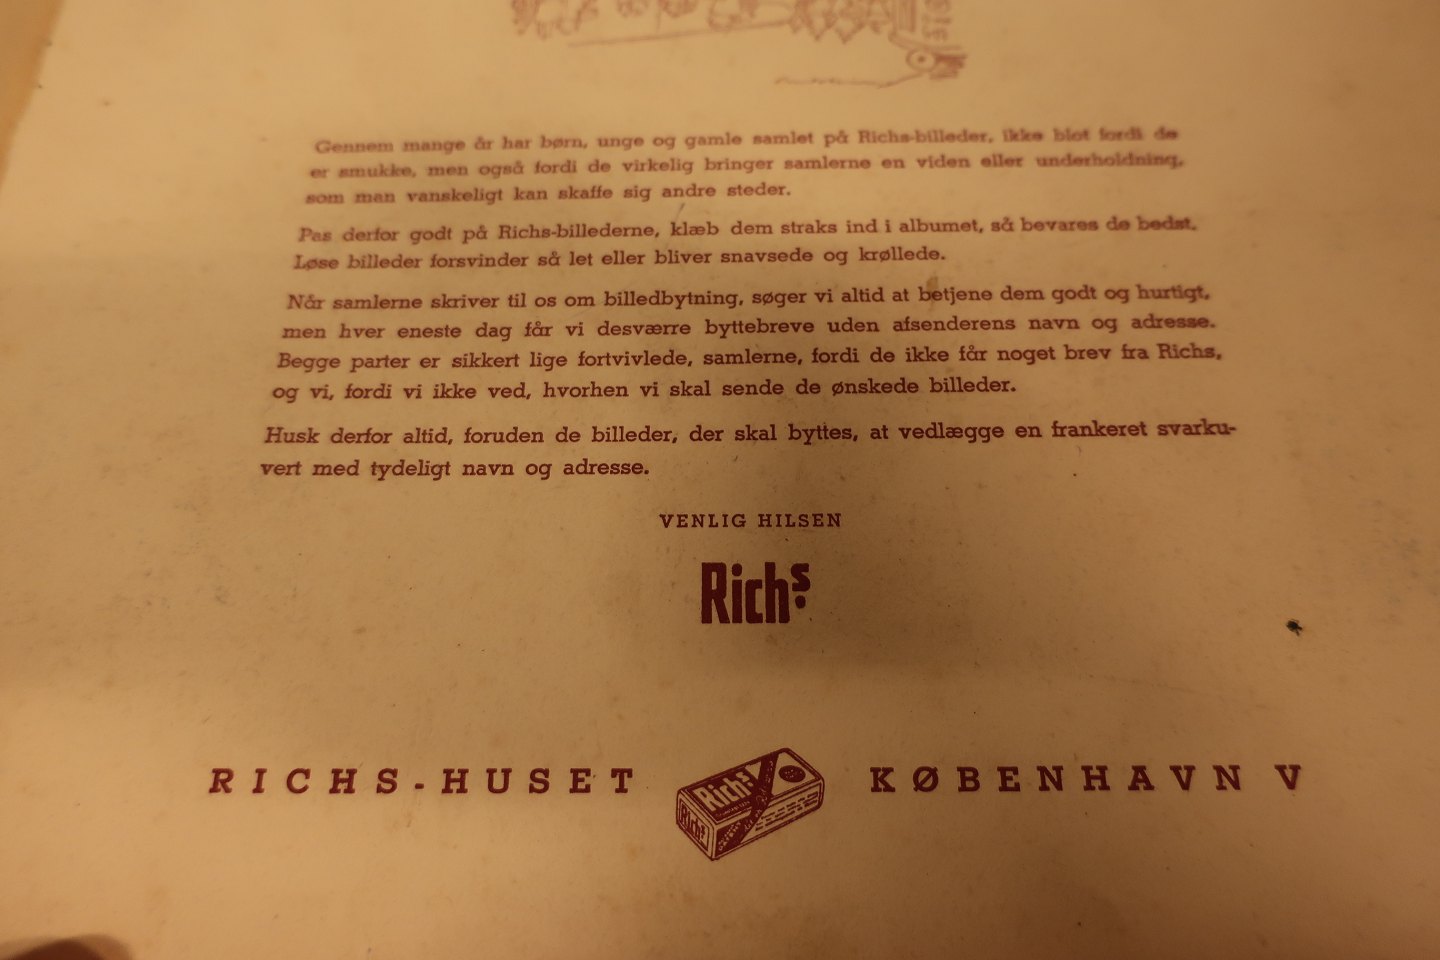 Gennem mange år har børn, unge og gamle samlet på Richs-billeder, ikke blot fordi de
er smukke, men også fordi de virkelig bringer samlerne en viden eller underholdning,
som man vanskeligt kan skaffe sig andre steder.
Pas derfor godt på Richs-billederne, klæb dem straks ind i albumet, så bevares de bedst.
Løse billeder forsvinder så let eller bliver snavsede og krøllede.
Når samlerne skriver til os om billedbytning, søger vi altid at betjene dem godt og hurtigt,
men hver eneste dag får vi desværre byttebreve uden afsenderens navn og adresse.
Begge parter er sikkert lige fortvivlede, samlerne, fordi de ikke får noget brev fra Richs,
og vi, fordi vi ikke ved, hvorhen vi skal sende de ønskede billeder.
Husk derfor altid, foruden de billeder, der skal byttes, at vedlægge en frankeret svarku-
vert med tydeligt navn og adresse.
VENLIG HILSEN
Richs.
RICHS-HUSET
Richs.
Richs.
KØBENHAVN V